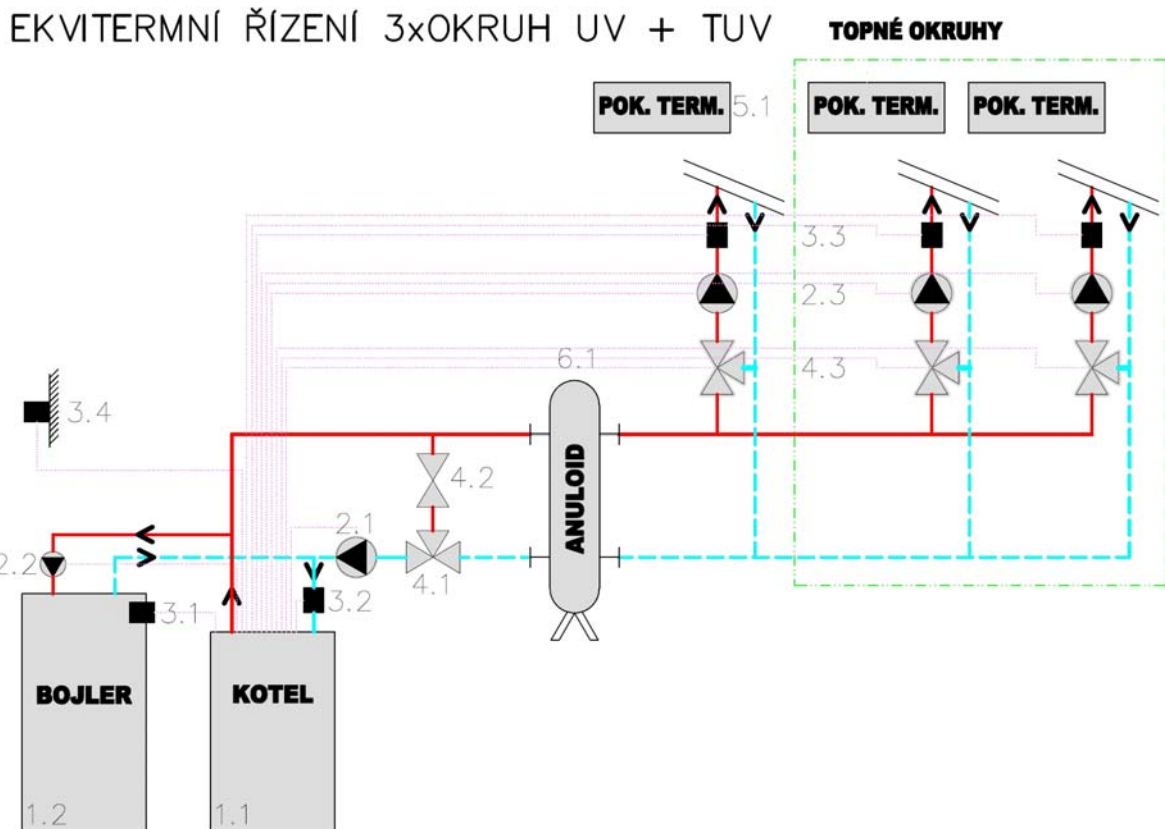 EKVITERMNÍ ŘÍZENÍ 3xOKRUH UV + TUV
TOPNÉ OKRUHY
POK. TERM.
5.1
POK. TERM.
POK. TERM.
3.3
2.3
6.1
4.3
3.4
4.2
ANULOID
2.1
2.2
4.1
3.1
3.2
BOJLER
KOTEL
1.2
1.1